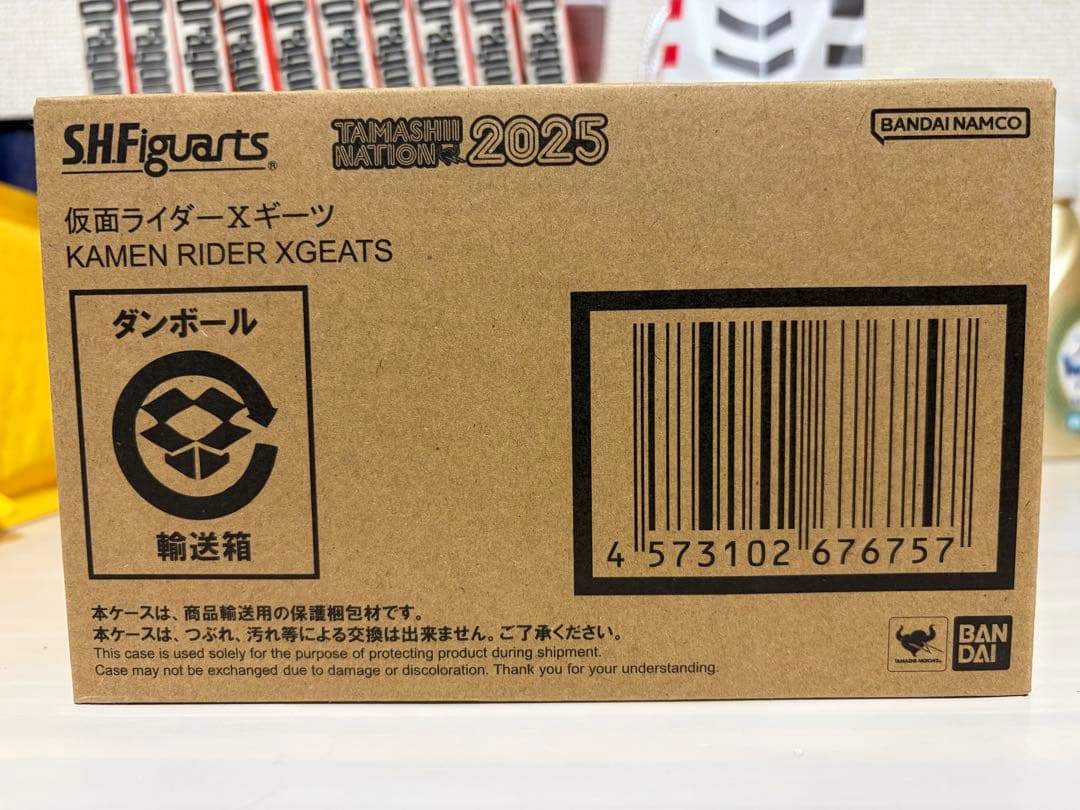 S.H.Figuarts®
TAMASHII NATION 2025
BANDAI NAMCO
仮面ライダーXギーツ
KAMEN RIDER XGEATS
ダンボール
輸送箱
4 573102 676757
本ケースは、商品輸送用の保護梱包材です。
本ケースは、つぶれ、汚れ等による交換は出来ません。ご了承ください。
This case is used solely for the purpose of protecting product during shipment.
Case may not be exchanged due to damage or discoloration. Thank you for your understanding.
TAMASHII NATIONS
BAN
DAI